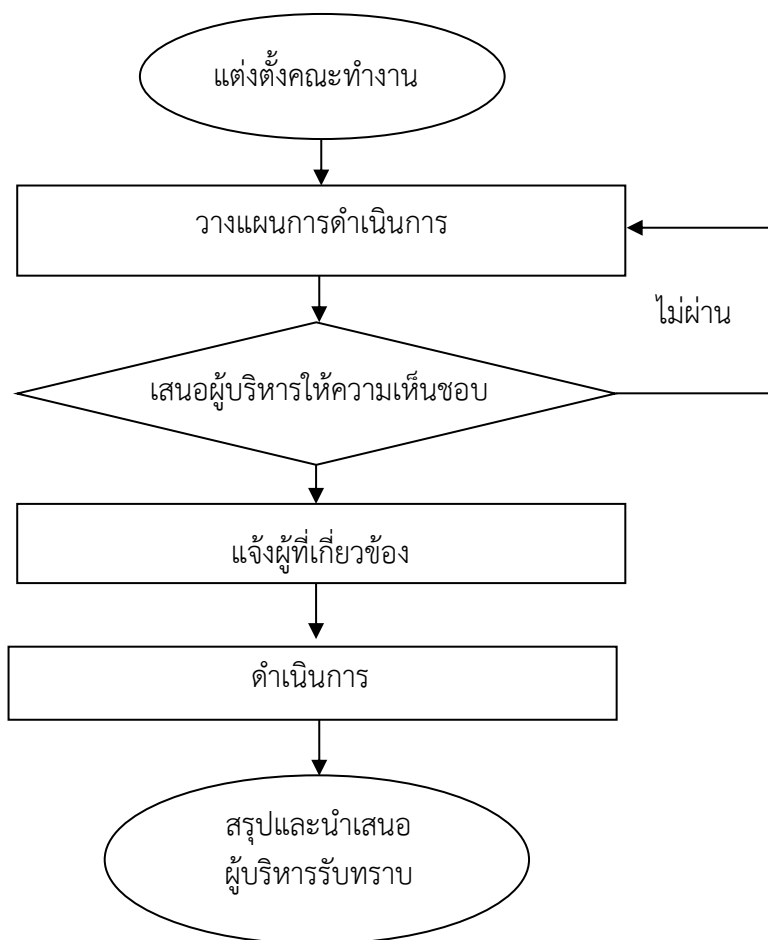 แต่งตั้งคณะทำงาน
วางแผนการดำเนินการ
ไม่ผ่าน
เสนอผู้บริหารให้ความเห็นชอบ
แจ้งผู้ที่เกี่ยวข้อง
ดำเนินการ
สรุปและนำเสนอ
ผู้บริหารรับทราบ